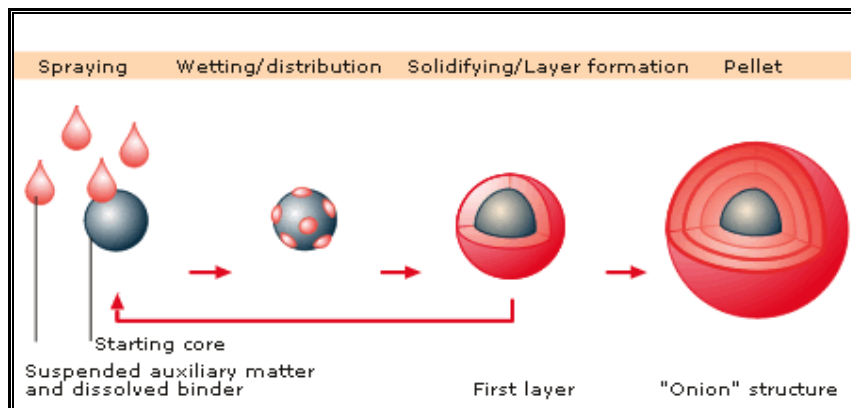 Spraying Wetting/distribution Solidifying/Layer formation Pellet
Starting core
Suspended auxiliary matter
and dissolved binder
First layer
"Onion" structure